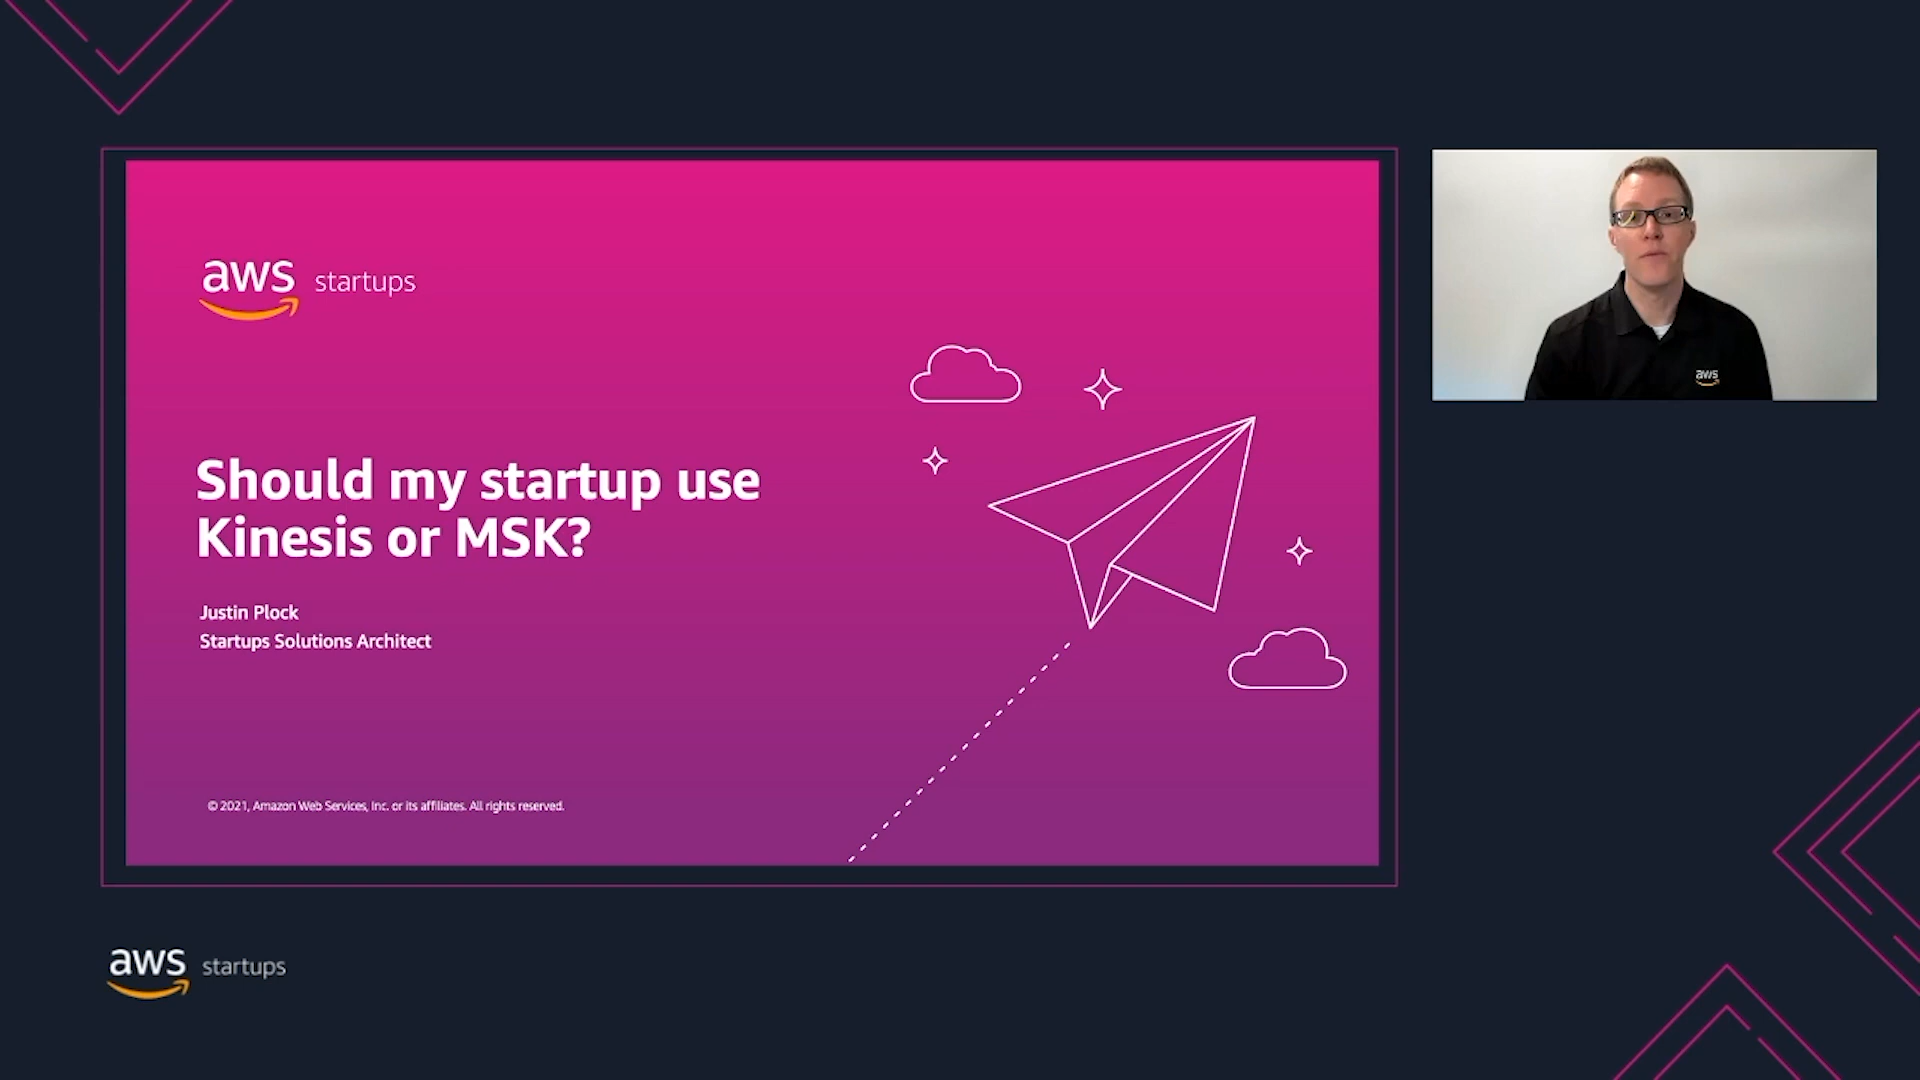 aws startups
Should my startup use
Kinesis or MSK?
Justin Plock
Startups Solutions Architect
© 2021, Amazon Web Services, Inc. or its affiliates. All rights reserved.
aws
aws startups